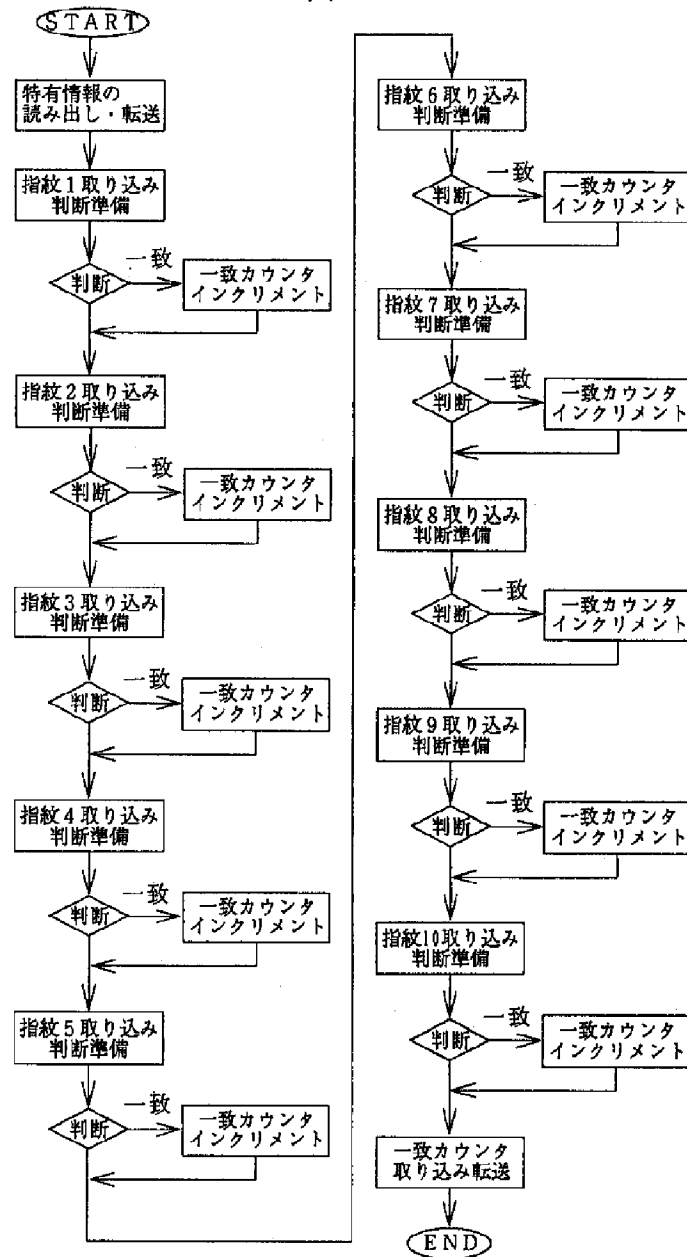 START
特有情報の
読み出し・転送
指紋1取り込み
判断準備
判断
一致
一致カウンタ
インクリメント
指紋2取り込み
判断準備
判断
一致
一致カウンタ
インクリメント
指紋3取り込み
判断準備
判断
一致
一致カウンタ
インクリメント
指紋4取り込み
判断準備
判断
一致
一致カウンタ
インクリメント
指紋5取り込み
判断準備
判断
一致
一致カウンタ
インクリメント
指紋6取り込み
判断準備
判断
一致
一致カウンタ
インクリメント
指紋7取り込み
判断準備
判断
一致
一致カウンタ
インクリメント
指紋8取り込み
判断準備
判断
一致
一致カウンタ
インクリメント
指紋9取り込み
判断準備
判断
一致
一致カウンタ
インクリメント
指紋10取り込み
判断準備
判断
一致
一致カウンタ
インクリメント
一致カウンタ
取り込み転送
END